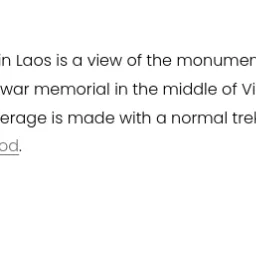 in Laos is a view of the monumen
war memorial in the middle of Vi
erage is made with a normal tre
od.